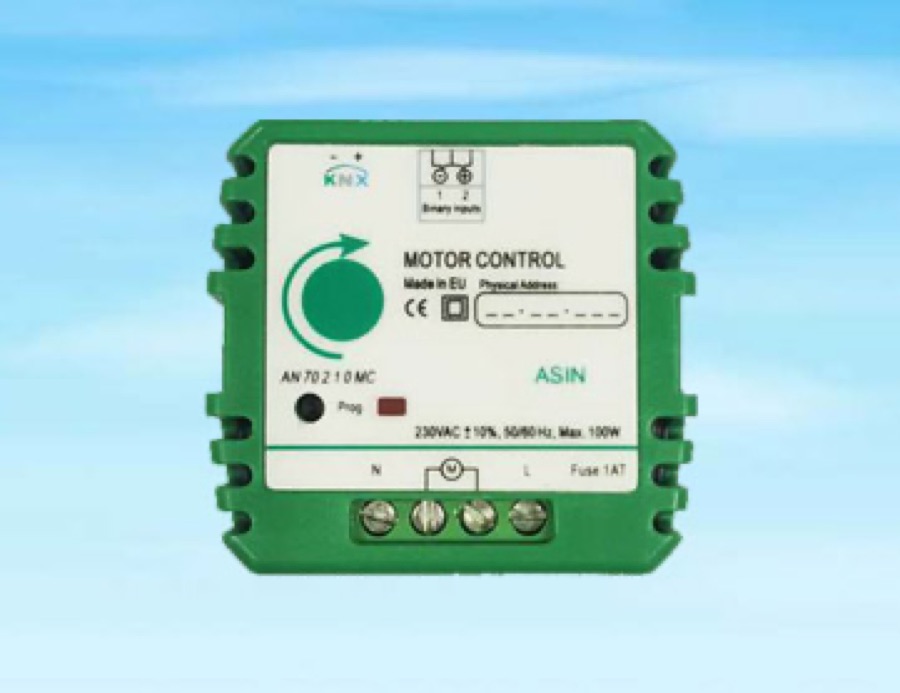 - +
KNX
- +
1 2
Binary Inputs
MOTOR CONTROL
Made in EU Physical Address
CE
_ _ . _ _ . _ _ _
AN 70 2 1 0 MC
ASIN
Prog
230VAC ± 10%, 50/60 Hz, Max. 100W
N M L Fuse 1AT